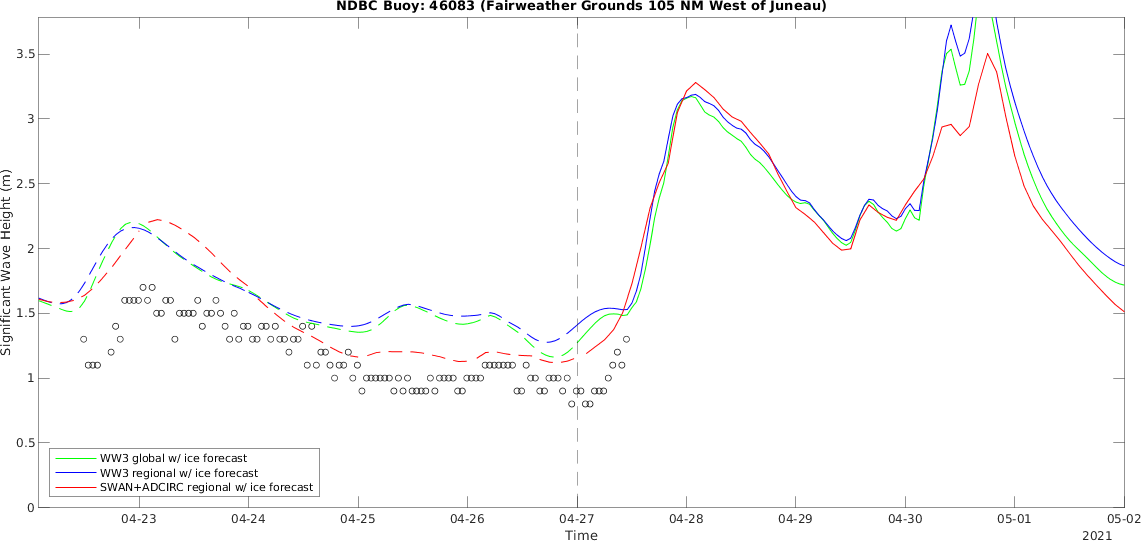 NDBC Buoy: 46083 (Fairweather Grounds 105 NM West of Juneau)
Significant Wave Height (m)
3.5
3
2.5
2
1.5
1
0.5
0
WW3 global w/ ice forecast
WW3 regional w/ ice forecast
SWAN+ADCIRC regional w/ ice forecast
04-23 04-24 04-25 04-26 04-27 04-28 04-29 04-30 05-01 05-02
Time
2021